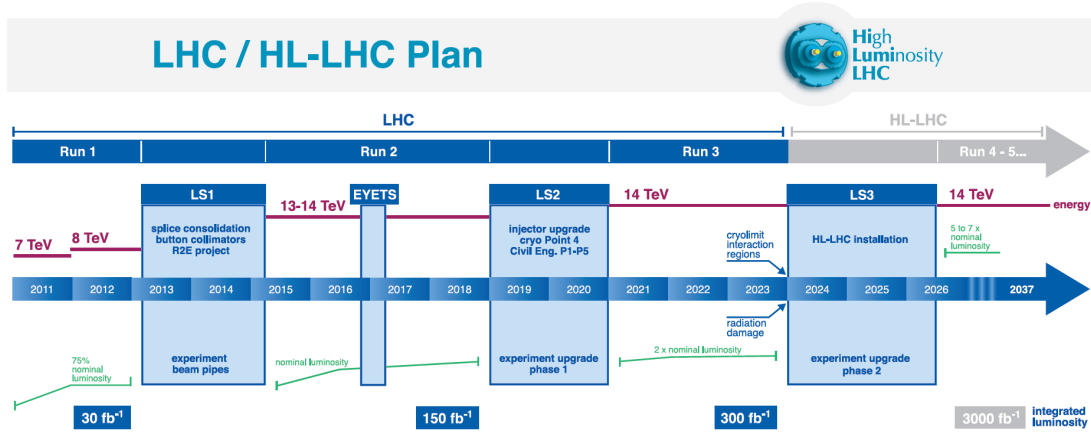 LHC / HL-LHC Plan
High
Luminosity
LHC
LHC
HL-LHC
Run 1
Run 2
Run 3
Run 4 - 5...
LS1
EYETS
LS2
LS3
7 TeV
8 TeV
13-14 TeV
14 TeV
14 TeV
energy
splice consolidation
button collimators
R2E project
injector upgrade
cryo Point 4
Civil Eng. P1-P5
cryolimit
interaction
regions
HL-LHC installation
5 to 7 x
nominal
luminosity
2011 2012 2013 2014 2015 2016 2017 2018 2019 2020 2021 2022 2023 2024 2025 2026 2037
75%
nominal
luminosity
experiment
beam pipes
nominal luminosity
experiment upgrade
phase 1
2 x nominal luminosity
radiation
damage
experiment upgrade
phase 2
30 fb⁻¹
150 fb⁻¹
300 fb⁻¹
3000 fb⁻¹
integrated
luminosity